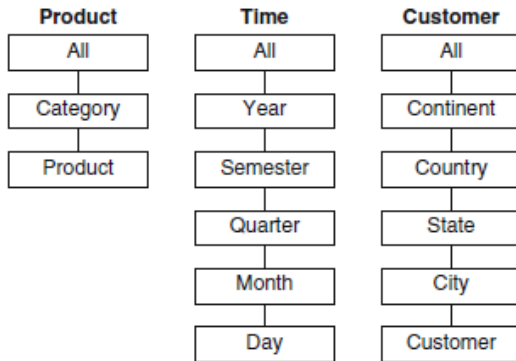 Product Time Customer
All All All
Category Year Continent
Product Semester Country
Quarter State
Month City
Day Customer